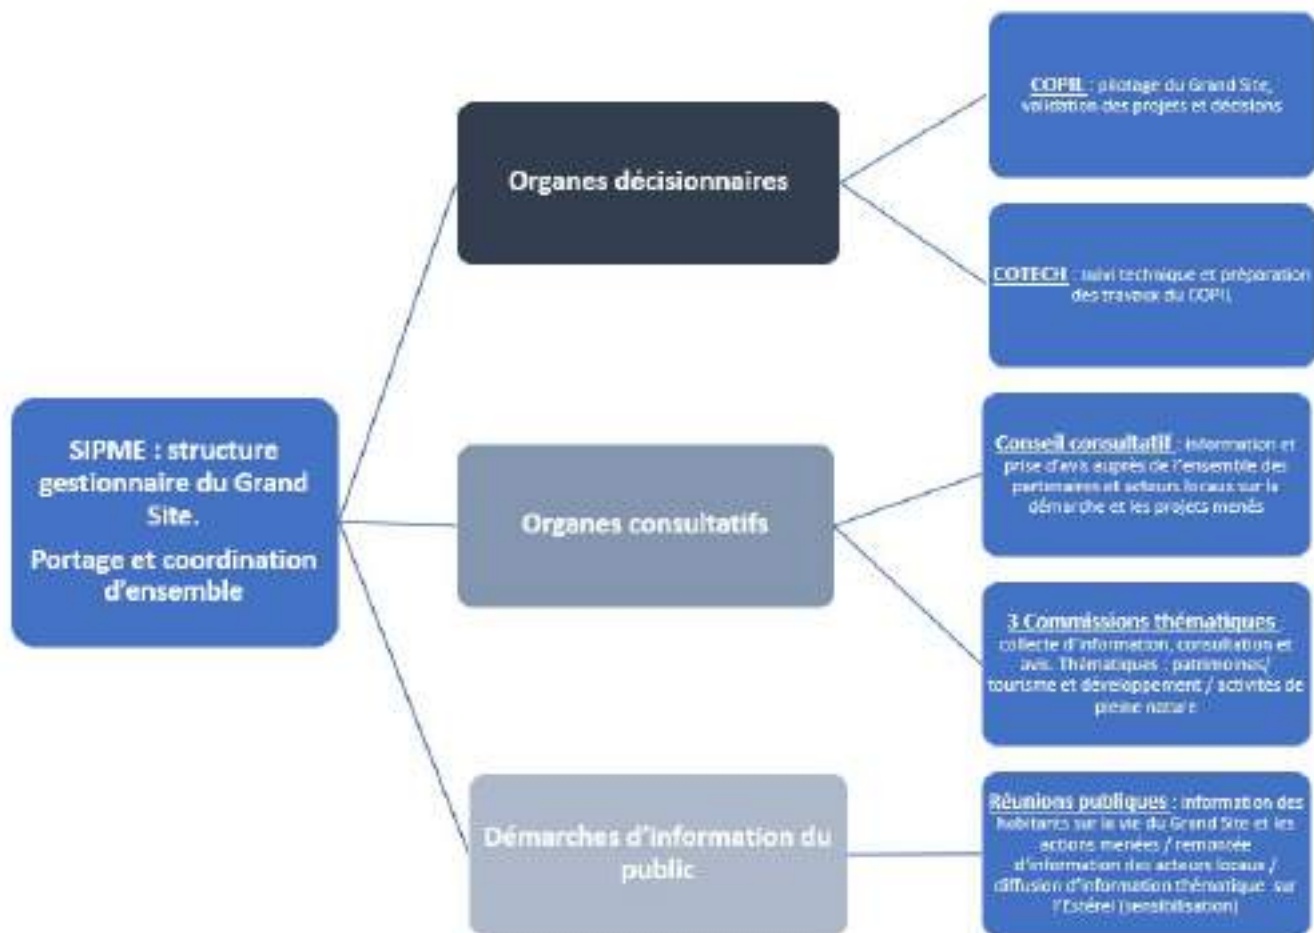 SIPME : structure
gestionnaire du Grand
Site.
Portage et coordination
d'ensemble
Organes décisionnaires
COPIL : pilotage du Grand Site,
validation des projets et décisions
COTECH : suivi technique et préparation
des travaux du COPIL
Organes consultatifs
Conseil consultatif : information et
prise d'avis auprès de l'ensemble des
partenaires et acteurs locaux sur la
démarche et les projets menés
3 Commissions thématiques
collecte d'information, consultation et
avis. Thématiques : patrimoines/
tourisme et développement / activités de
pleine nature
Démarches d'information du
public
Réunions publiques : information des
habitants sur la vie du Grand Site et les
actions menées / remontée
d'information des acteurs locaux /
diffusion d'information thématique sur
l'Estérel (sensibilisation)